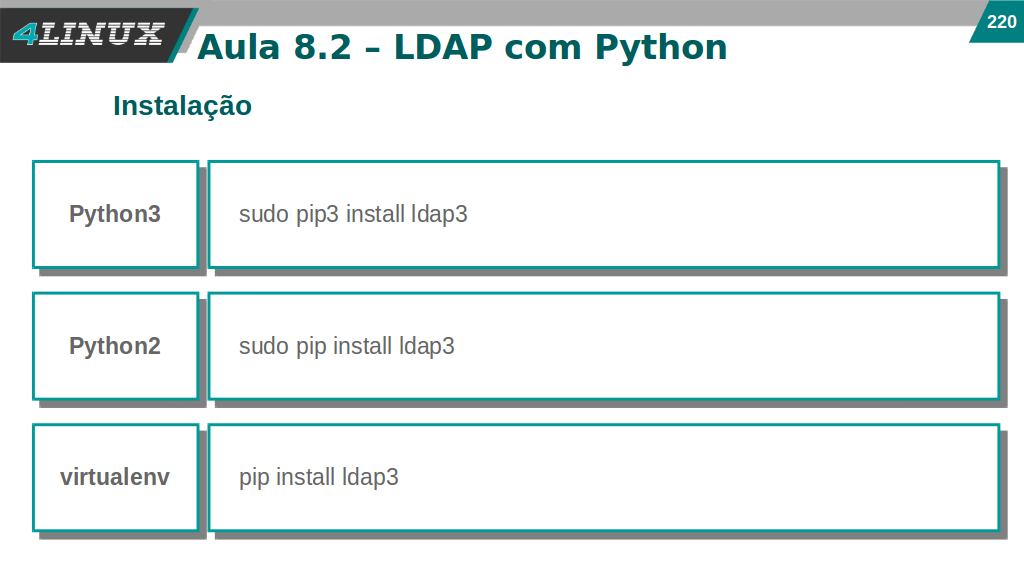 4LINUX
220
Aula 8.2 – LDAP com Python
Instalação
Python3
sudo pip3 install ldap3
Python2
sudo pip install ldap3
virtualenv
pip install ldap3